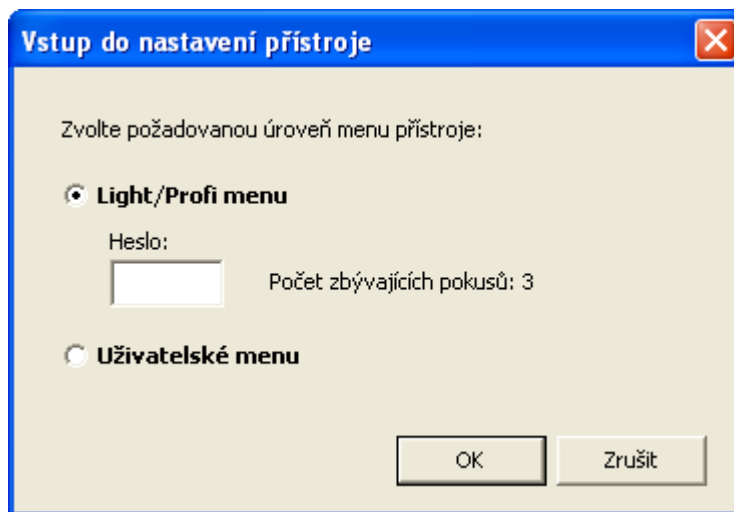 Vstup do nastavení přístroje
Zvolte požadovanou úroveň menu přístroje:
Light/Profi menu
Heslo:
Počet zbývajících pokusů: 3
Uživatelské menu
OK Zrušit